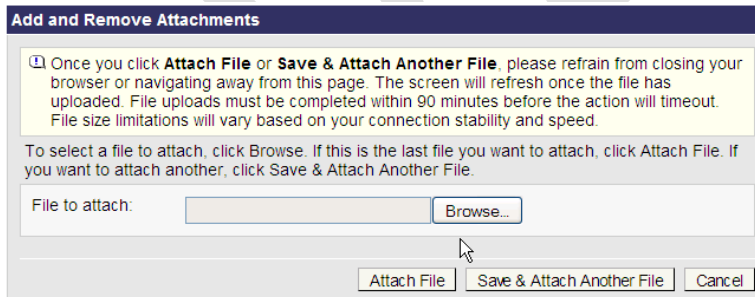 Add and Remove Attachments
Once you click Attach File or Save & Attach Another File, please refrain from closing your
browser or navigating away from this page. The screen will refresh once the file has
uploaded. File uploads must be completed within 90 minutes before the action will timeout.
File size limitations will vary based on your connection stability and speed.
To select a file to attach, click Browse. If this is the last file you want to attach, click Attach File. If
you want to attach another, click Save & Attach Another File.
File to attach: Browse...
Attach File Save & Attach Another File Cancel